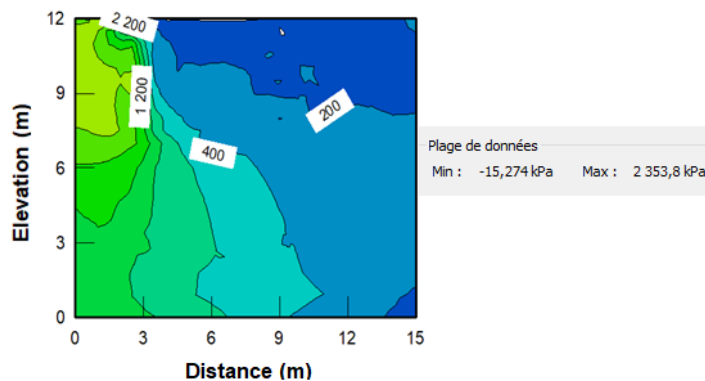 12
9
6
3
0
Elevation (m)
2 200
1 200
400
200
0 3 6 9 12 15
Distance (m)
Plage de données
Min : -15,274 kPa Max : 2 353,8 kPa